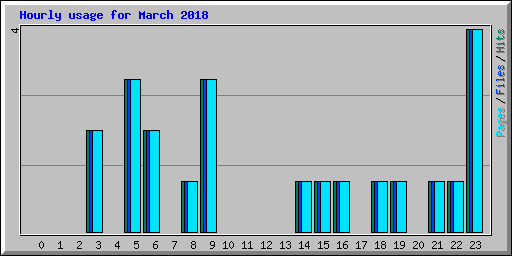 Hourly usage for March 2018
4
Pages/Files/Hits
0 1 2 3 4 5 6 7 8 9 10 11 12 13 14 15 16 17 18 19 20 21 22 23